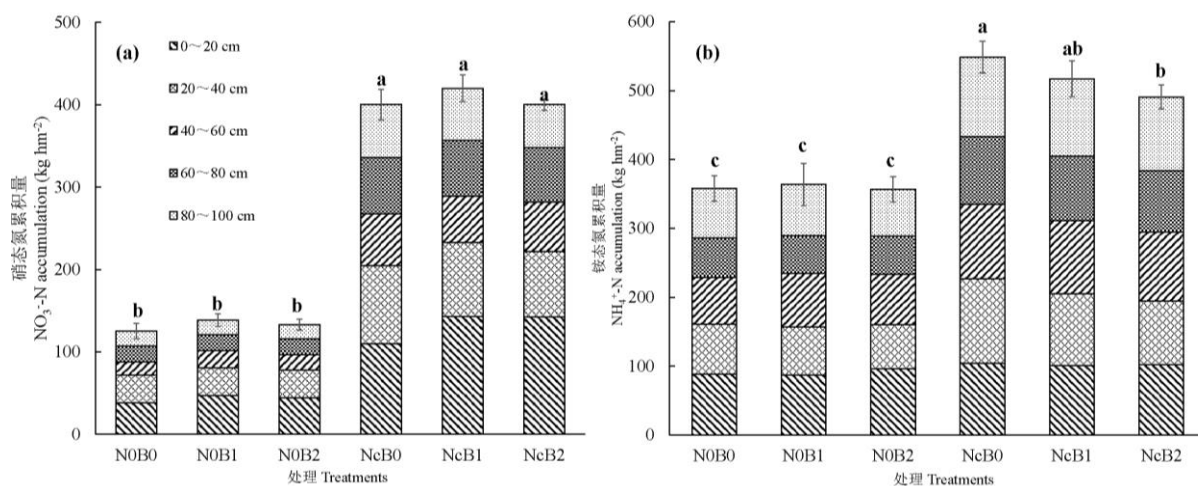 500
400
300
200
100
0
硝态氮累积量
NO₃⁻-N accumulation (kg hm⁻²)
(a)
0～20 cm
20～40 cm
40～60 cm
60～80 cm
80～100 cm
b
b
b
a
a
a
N0B0
N0B1
N0B2
NcB0
NcB1
NcB2
处理 Treatments
600
500
400
300
200
100
0
铵态氮累积量
NH₄⁺-N accumulation (kg hm⁻²)
(b)
c
c
c
a
ab
b
N0B0
N0B1
N0B2
NcB0
NcB1
NcB2
处理 Treatments